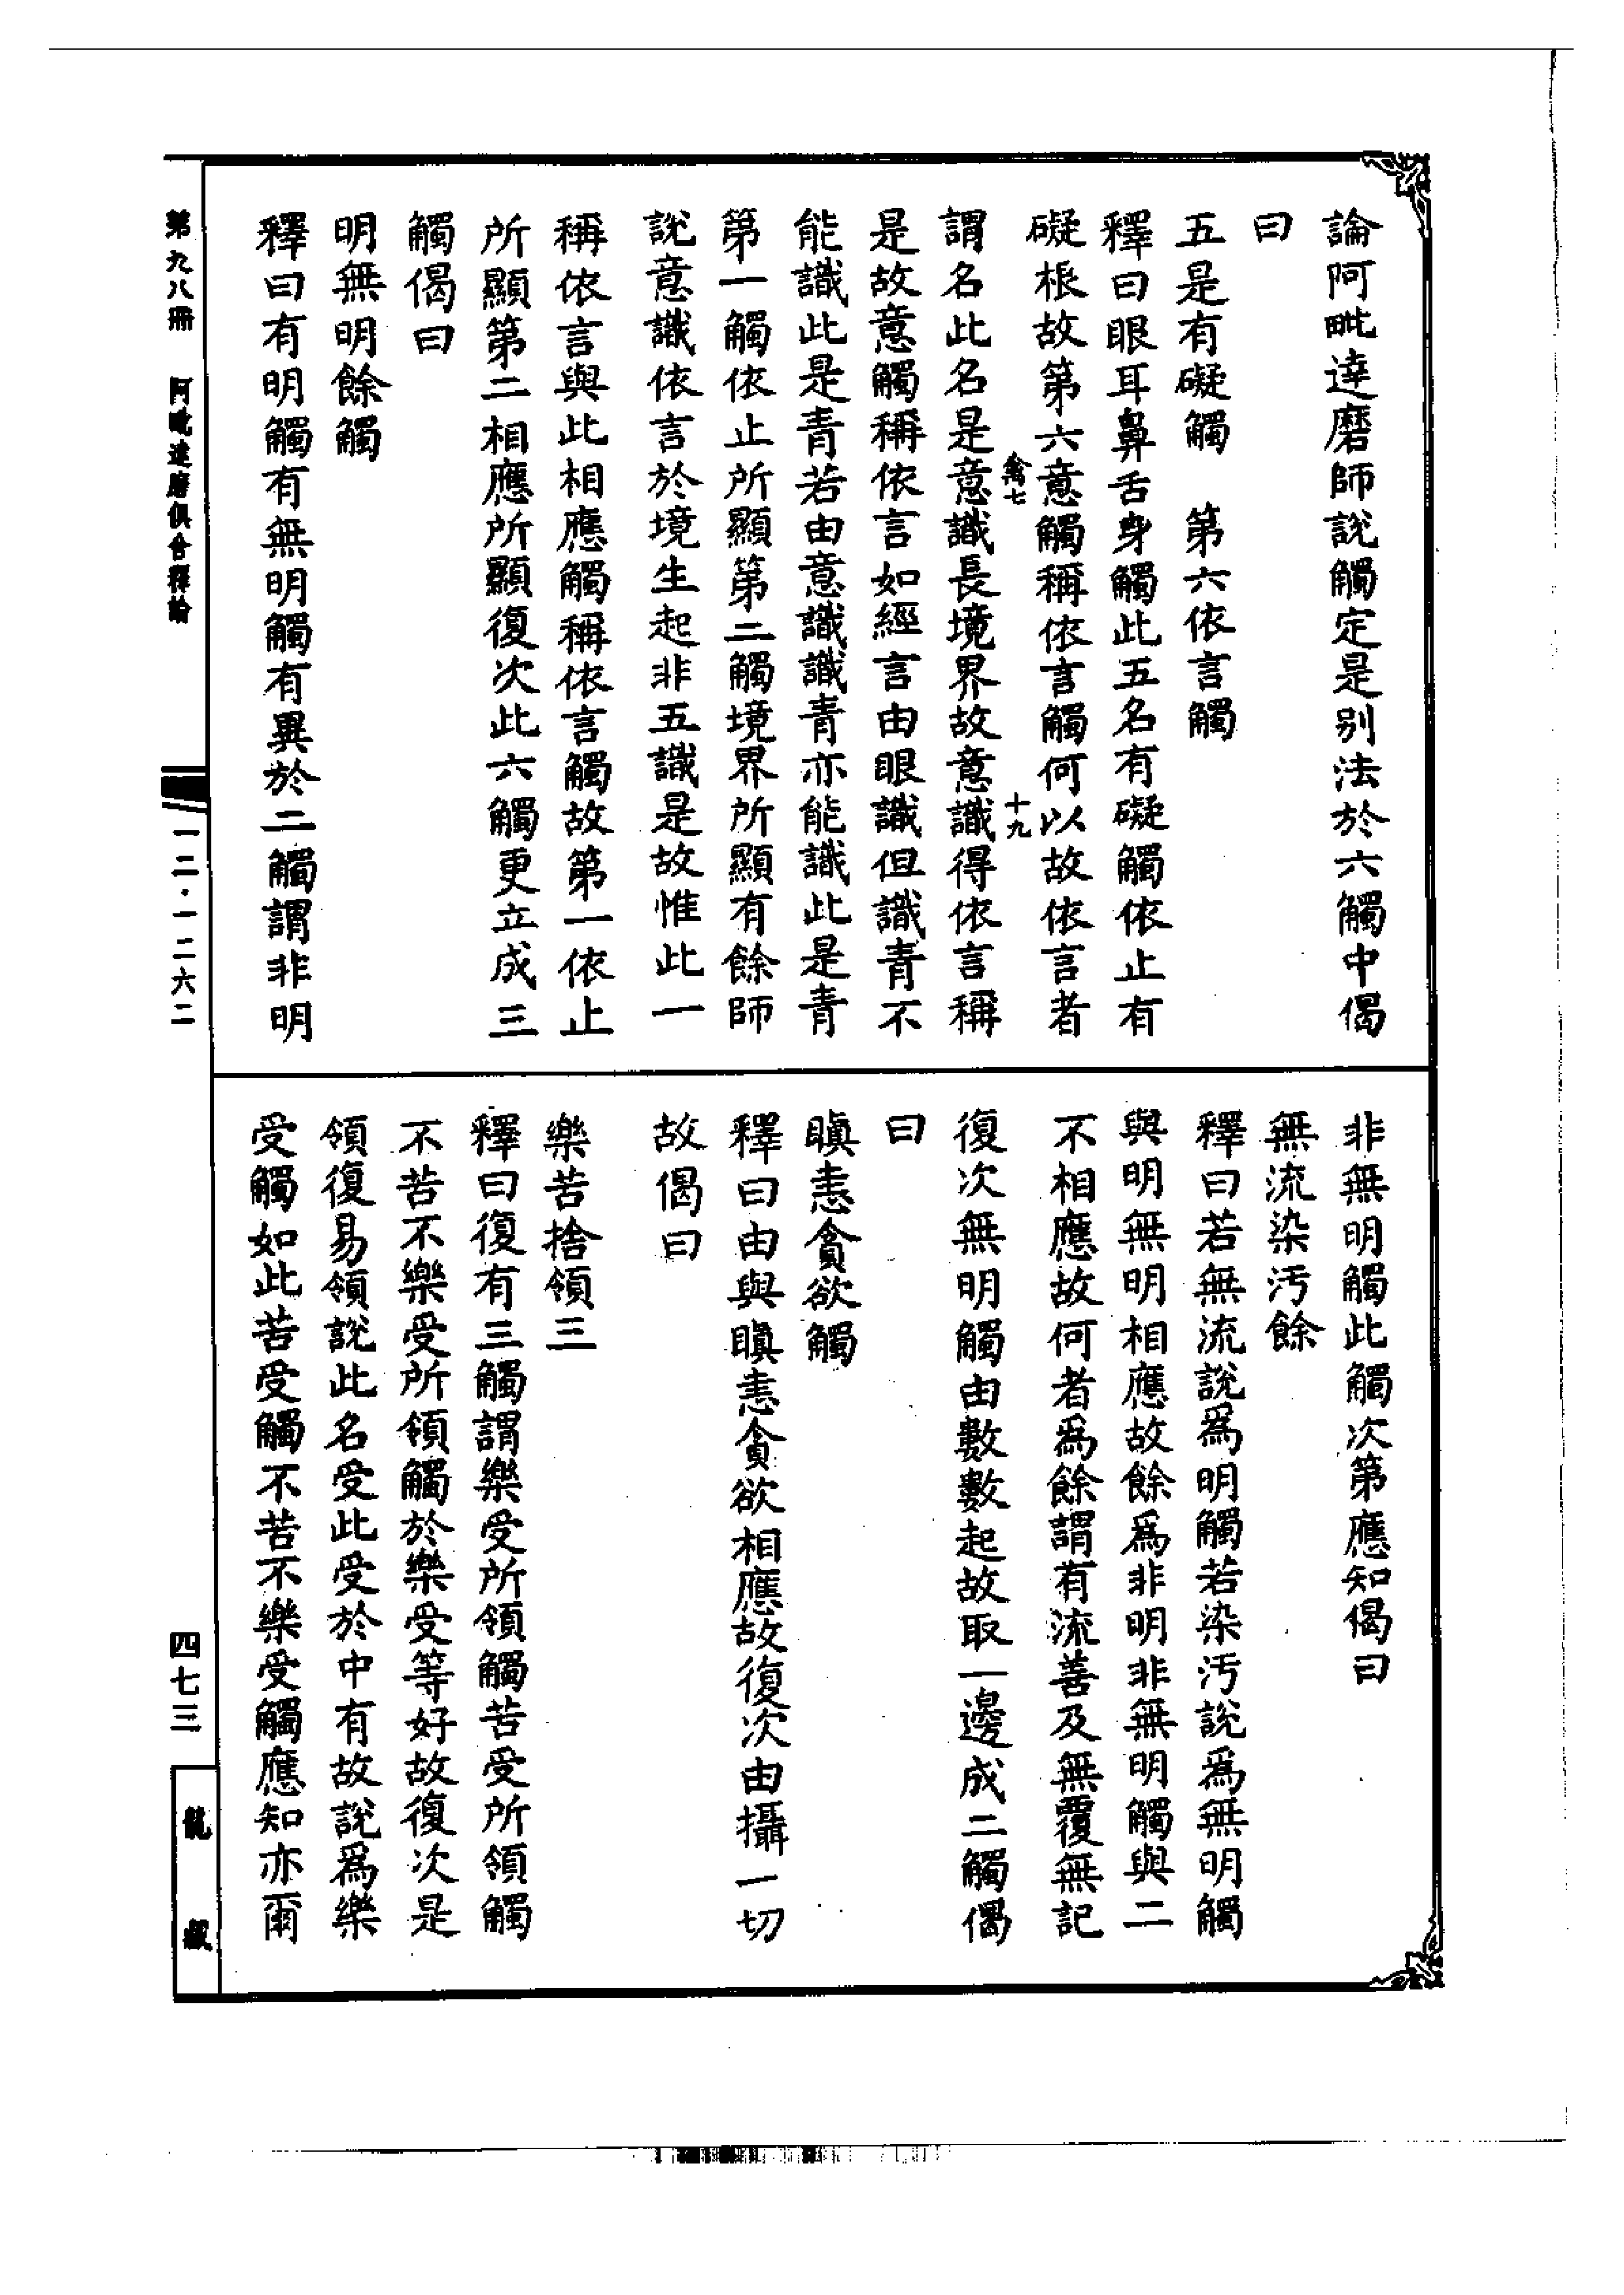 論阿毗達磨師說觸定是別法於六觸中偈
曰
五是有礙觸　第六依言觸
釋曰眼耳鼻舌身觸此五名有礙觸依止有
礙根故第六意觸稱依言觸何以故依言者
禽七　十九
謂名此名是意識長境界故意識得依言稱
是故意觸稱依言如經言由眼識但識青不
能識此是青若由意識識青亦能識此是青
第一觸依止所顯第二觸境界所顯有餘師
說意識依言於境生起非五識是故惟此一
稱依言與此相應觸稱依言觸故第一依止
所顯第二相應所顯復次此六觸更立成三
觸偈曰
明無明餘觸
釋曰有明觸有無明觸有異於二觸謂非明
非無明觸此觸次第應知偈曰
無流染污餘
釋曰若無流說爲明觸若染污說爲無明觸
與明無明相應故餘爲非明非無明觸與二
不相應故何者爲餘謂有流善及無覆無記
復次無明觸由數數起故取一邊成二觸偈
曰
瞋恚貪欲觸
釋曰由與瞋恚貪欲相應故復次由攝一切
故偈曰
樂苦捨領三
釋曰復有三觸謂樂受所領觸苦受所領觸
不苦不樂受所領觸於樂受等好故復次是
領復易領說此名受此受於中有故說爲樂
受觸如此苦受觸不苦不樂受觸應知亦爾
第九八冊　阿毗達磨俱舍釋論
一二·一二六二
四七三
龍藏